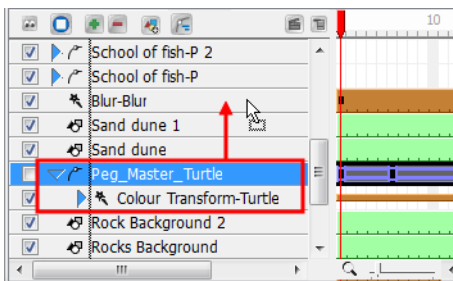 10
School of fish-P 2
School of fish-P
Blur-Blur
Sand dune 1
Sand dune
Peg_Master_Turtle
Colour Transform-Turtle
Rock Background 2
Rocks Background